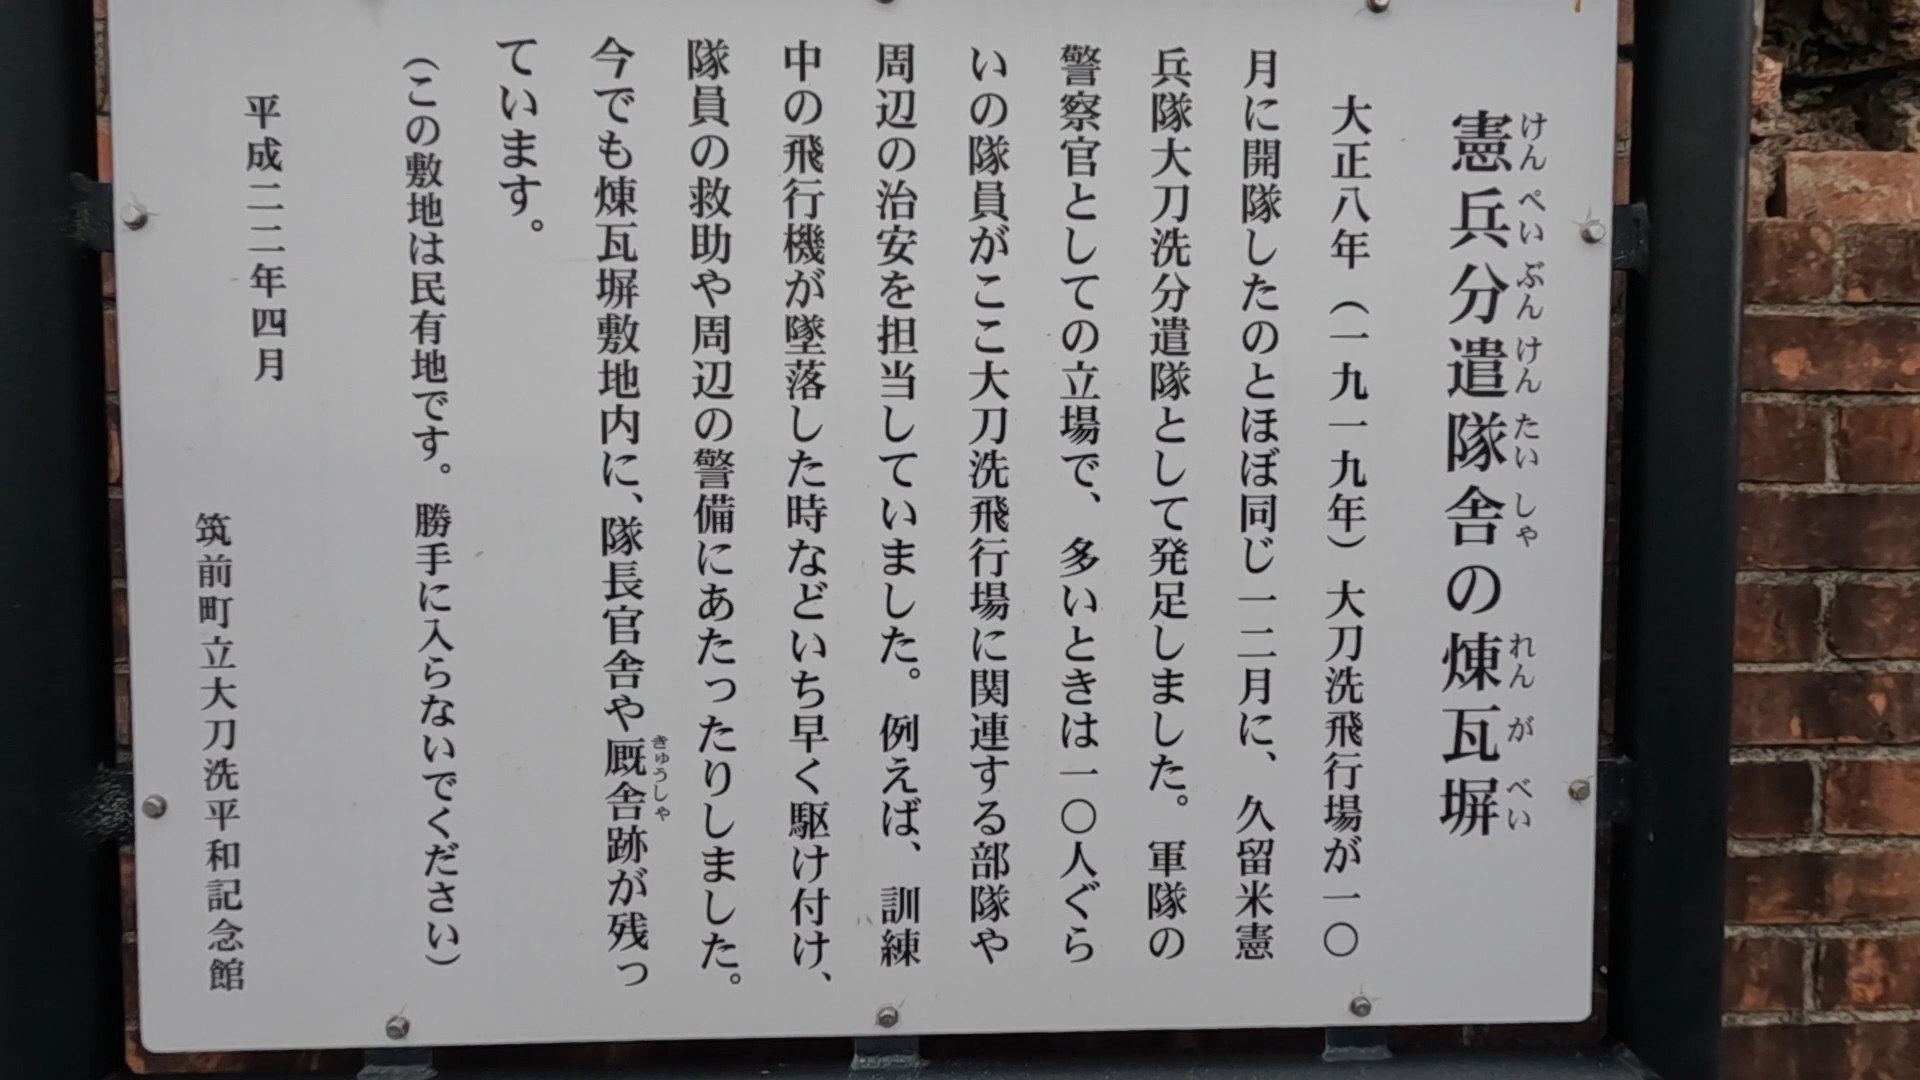 憲兵分遣隊舎の煉瓦塀
けんぺいぶんけんたいしゃ れんがべい
大正八年（一九一九年）大刀洗飛行場が一〇
月に開隊したのとほぼ同じ一二月に、久留米憲
兵隊大刀洗分遣隊として発足しました。軍隊の
警察官としての立場で、多いときは一〇人ぐら
いの隊員がここ大刀洗飛行場に関連する部隊や
周辺の治安を担当していました。例えば、訓練
中の飛行機が墜落した時などいち早く駆け付け、
隊員の救助や周辺の警備にあたったりしました。
今でも煉瓦塀敷地内に、隊長官舎や厩舎跡が残っ
きゅうしゃ
ています。
（この敷地は民有地です。勝手に入らないでください）
平成二二年四月
筑前町立大刀洗平和記念館